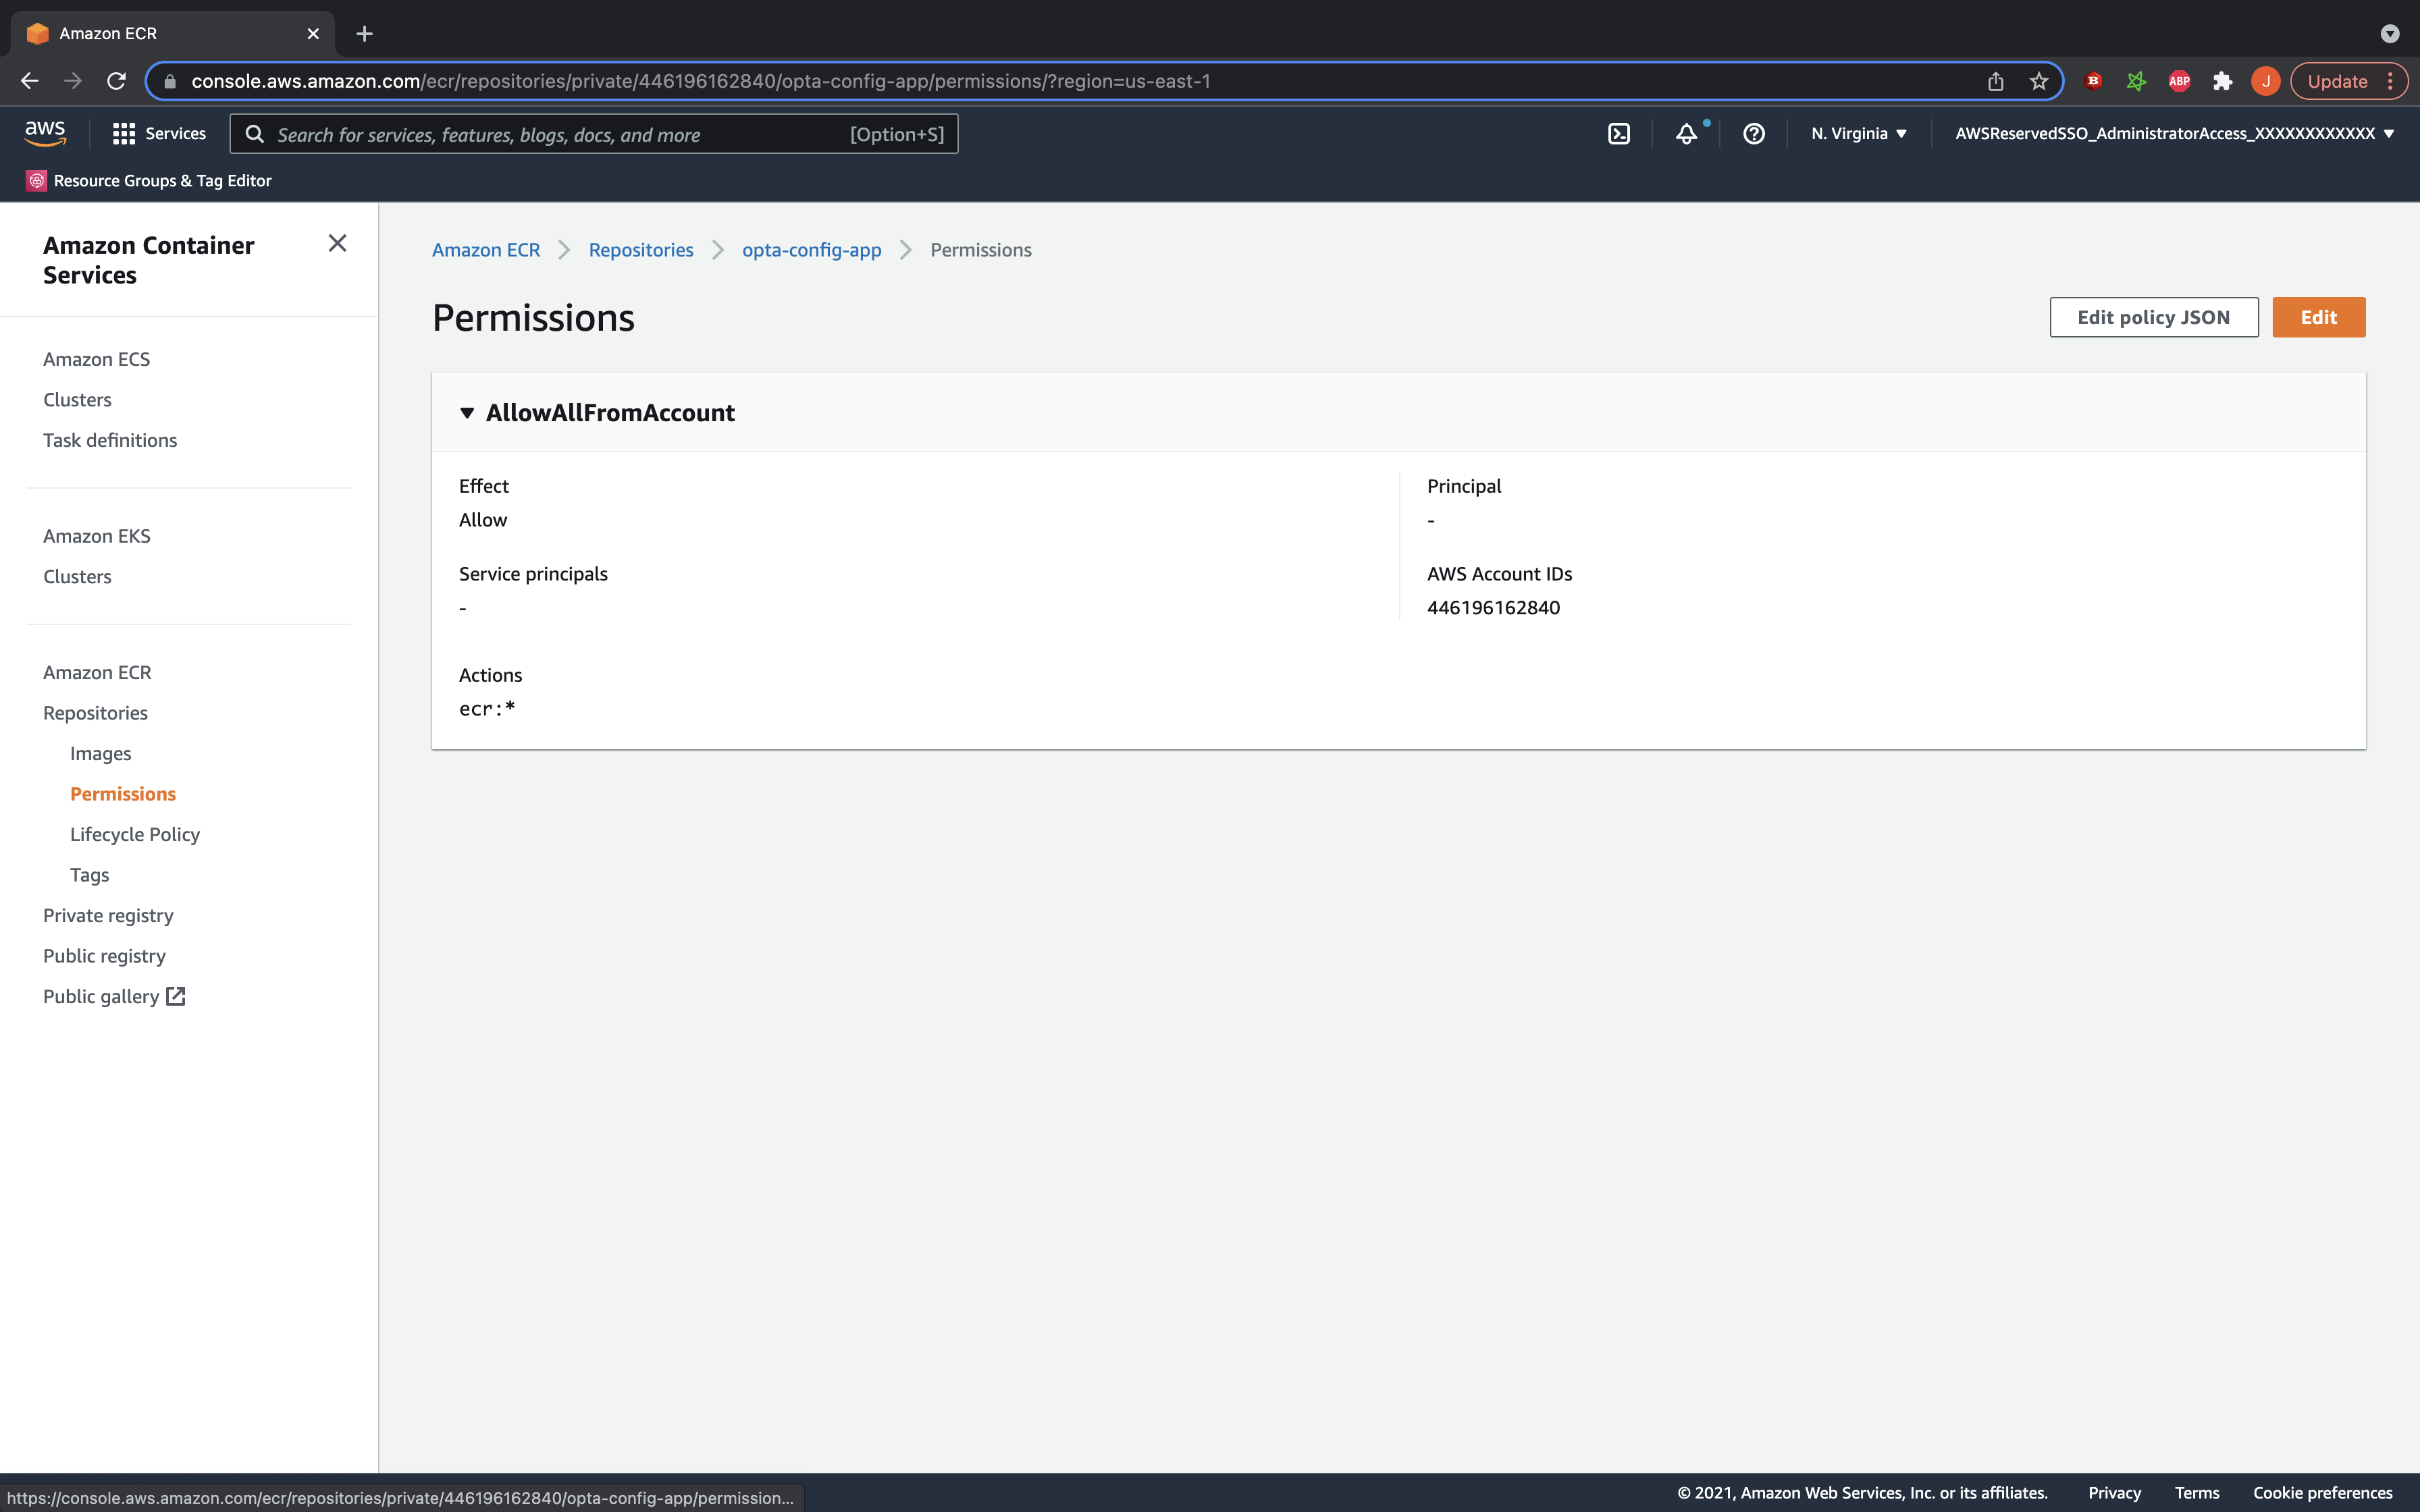 Amazon ECR
console.aws.amazon.com/ecr/repositories/private/446196162840/opta-config-app/permissions/?region=us-east-1
B
ABP
J
Update
aws
Services
Search for services, features, blogs, docs, and more
[Option+S]
N. Virginia
AWSReservedSSO_AdministratorAccess_XXXXXXXXXXXX
Resource Groups & Tag Editor
Amazon Container
Services
Amazon ECS
Clusters
Task definitions
Amazon EKS
Clusters
Amazon ECR
Repositories
Images
Permissions
Lifecycle Policy
Tags
Private registry
Public registry
Public gallery
Amazon ECR
Repositories
opta-config-app
Permissions
Permissions
Edit policy JSON
Edit
AllowAllFromAccount
Effect
Allow
Service principals
-
Principal
-
AWS Account IDs
446196162840
Actions
ecr:*
https://console.aws.amazon.com/ecr/repositories/private/446196162840/opta-config-app/permission...
© 2021, Amazon Web Services, Inc. or its affiliates.
Privacy
Terms
Cookie preferences